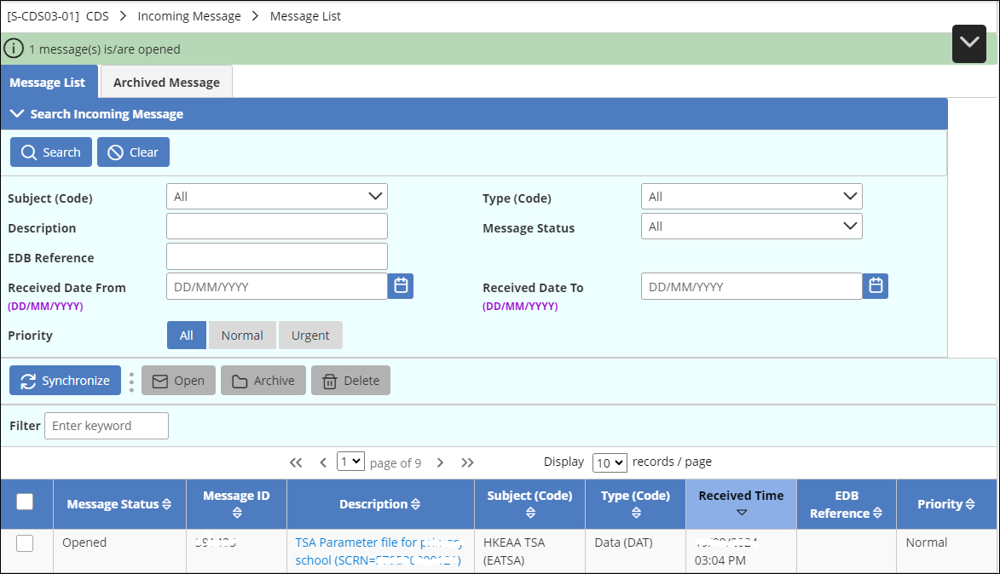 [S-CDS03-01] CDS > Incoming Message > Message List
1 message(s) is/are opened
Message List Archived Message
Search Incoming Message
Search Clear
Subject (Code) All Type (Code) All
Description Message Status All
EDB Reference
Received Date From DD/MM/YYYY Received Date To DD/MM/YYYY
(DD/MM/YYYY) (DD/MM/YYYY)
Priority All Normal Urgent
Synchronize Open Archive Delete
Filter Enter keyword
<< < 1 page of 9 > >> Display 10 records / page
Message Status Message ID Description Subject (Code) Type (Code) Received Time EDB Reference Priority
Opened TSA Parameter file for HKEAA TSA Data (DAT) Normal
school (SCRN= (EATSA) 03:04 PM